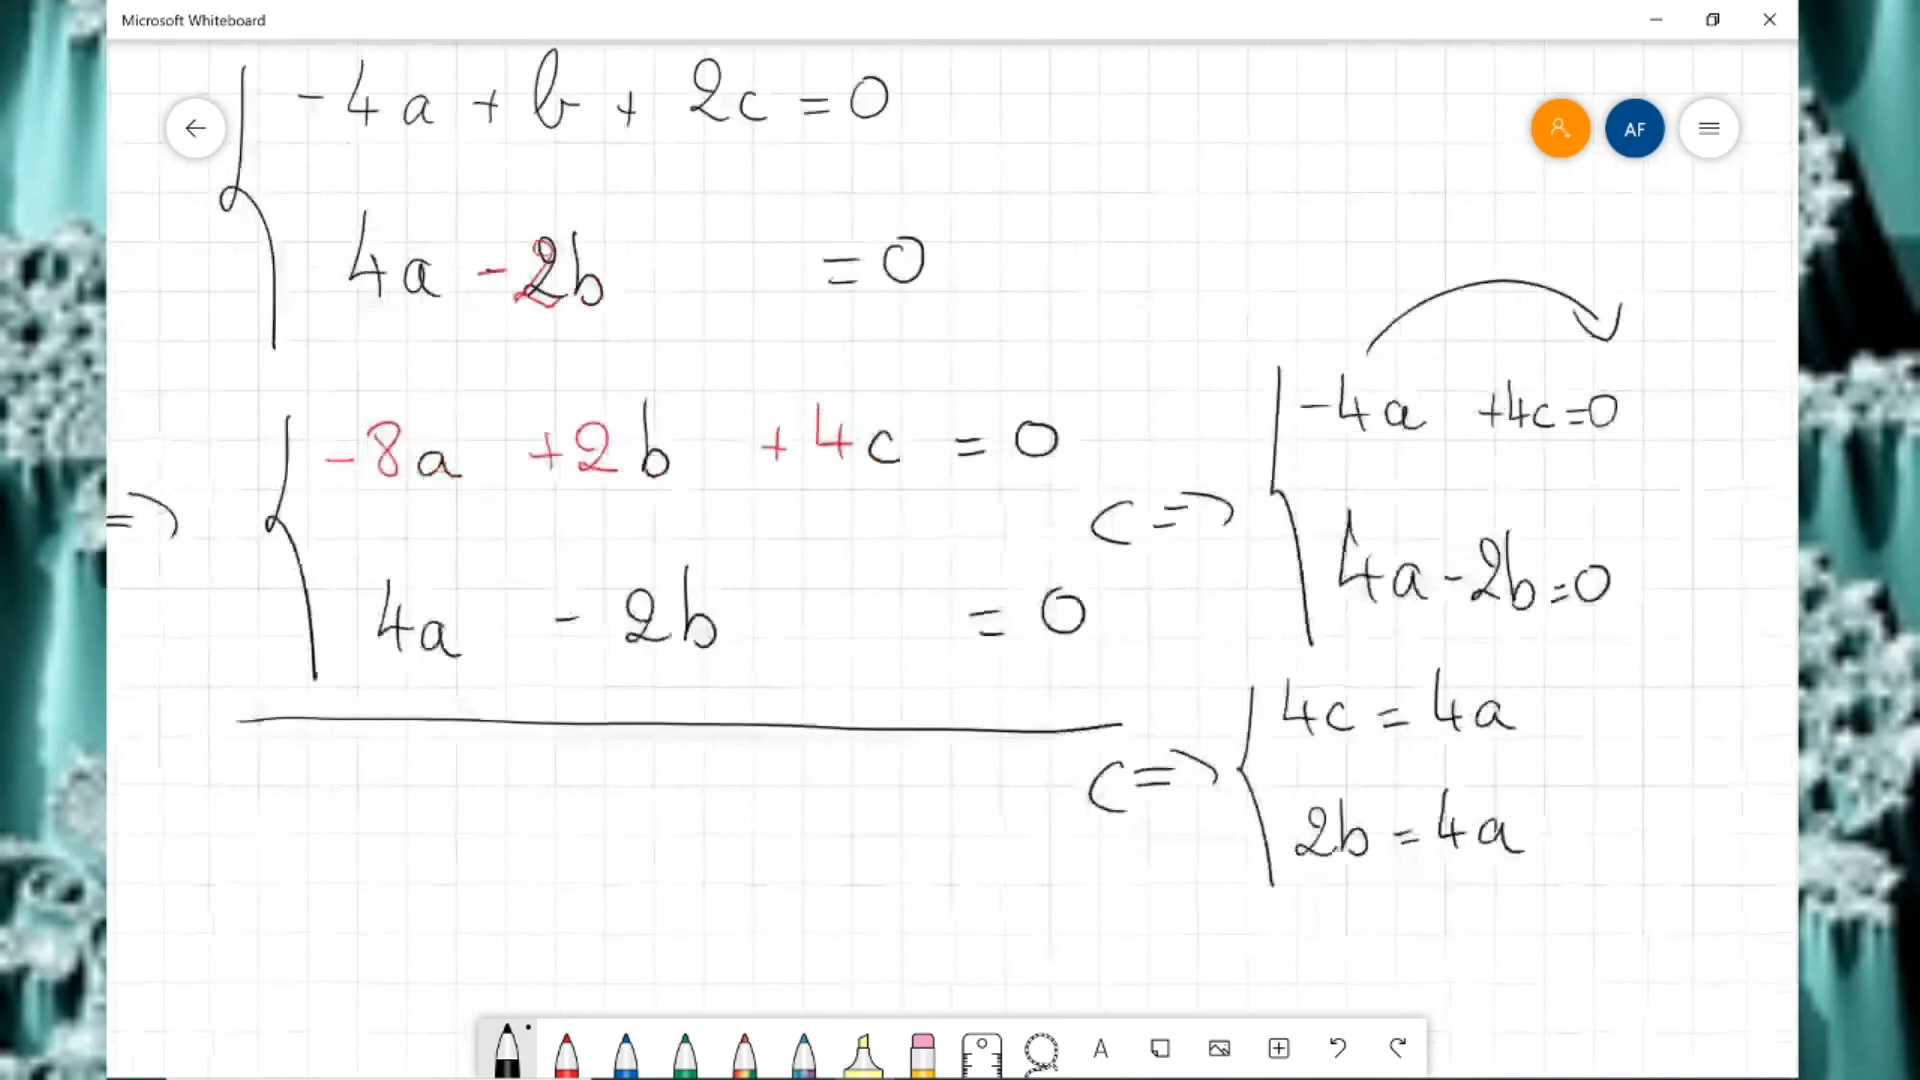 Microsoft Whiteboard
AF
-4a + b + 2c = 0
4a - 2b = 0
=> -8a + 2b + 4c = 0
4a - 2b = 0
<=> -4a +4c=0
4a-2b=0
<=> 4c = 4a
2b = 4a
A